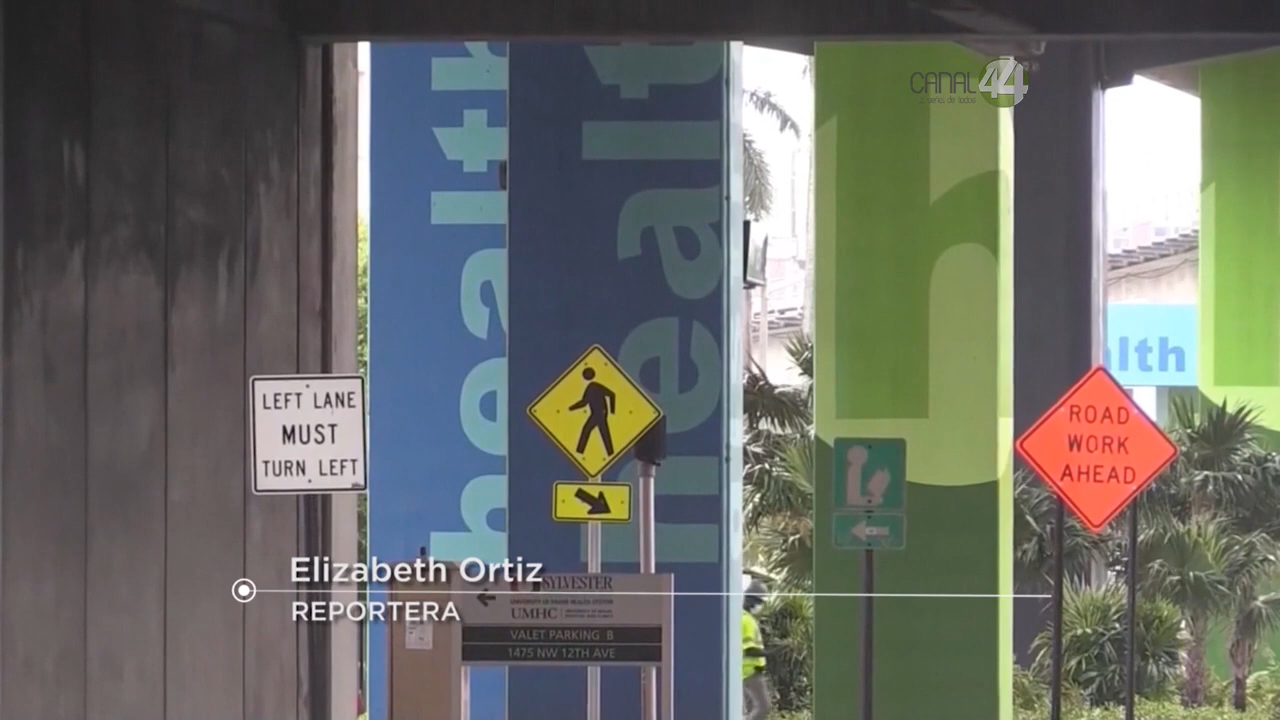 CANAL 44
health
health
h
alth
LEFT LANE
MUST
TURN LEFT
ROAD
WORK
AHEAD
Elizabeth Ortiz
REPORTERA
SYLVESTER
UMHC
VALET PARKING B
1475 NW 12TH AVE